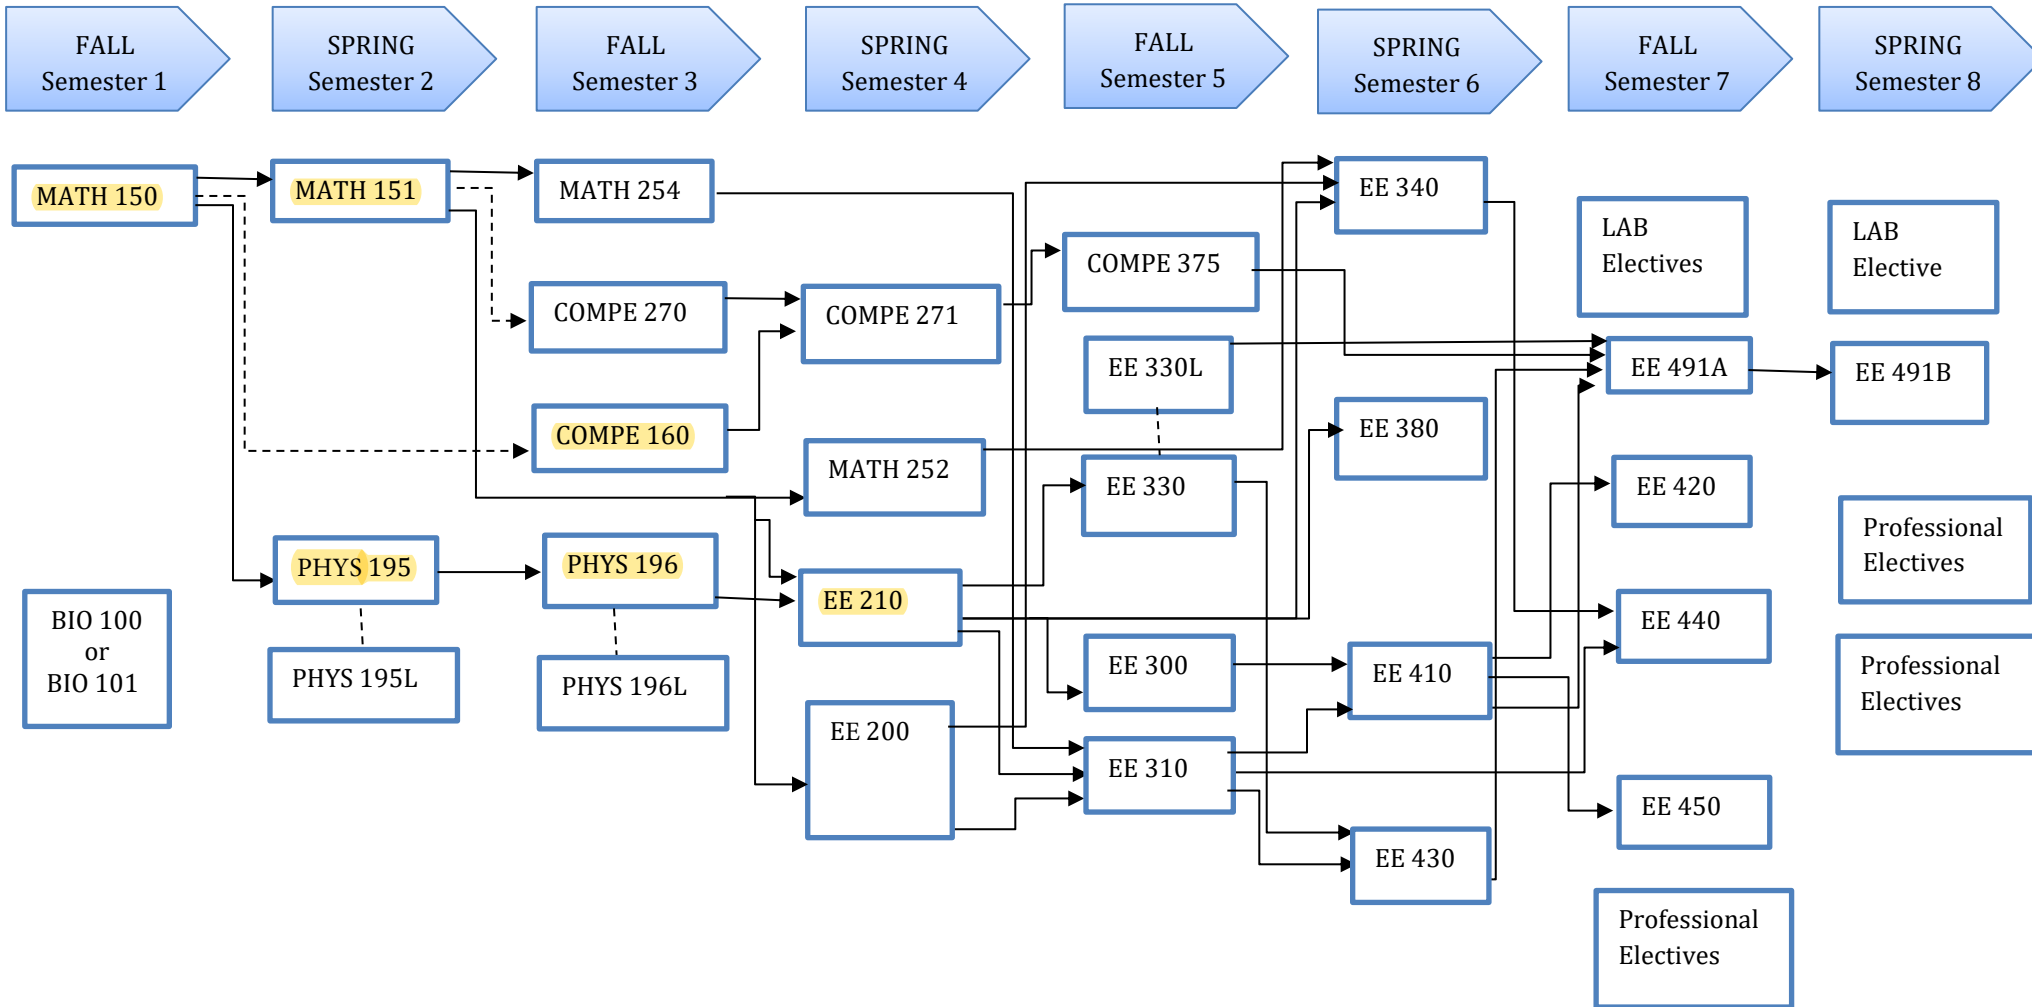 FALL
Semester 1
SPRING
Semester 2
FALL
Semester 3
SPRING
Semester 4
FALL
Semester 5
SPRING
Semester 6
FALL
Semester 7
SPRING
Semester 8
MATH 150
BIO 100
or
BIO 101
MATH 151
PHYS 195
PHYS 195L
MATH 254
COMPE 270
COMPE 160
PHYS 196
PHYS 196L
COMPE 271
MATH 252
EE 210
EE 200
COMPE 375
EE 330L
EE 330
EE 300
EE 310
EE 340
EE 380
EE 410
EE 430
LAB
Electives
EE 491A
EE 420
EE 440
EE 450
Professional
Electives
LAB
Elective
EE 491B
Professional
Electives
Professional
Electives